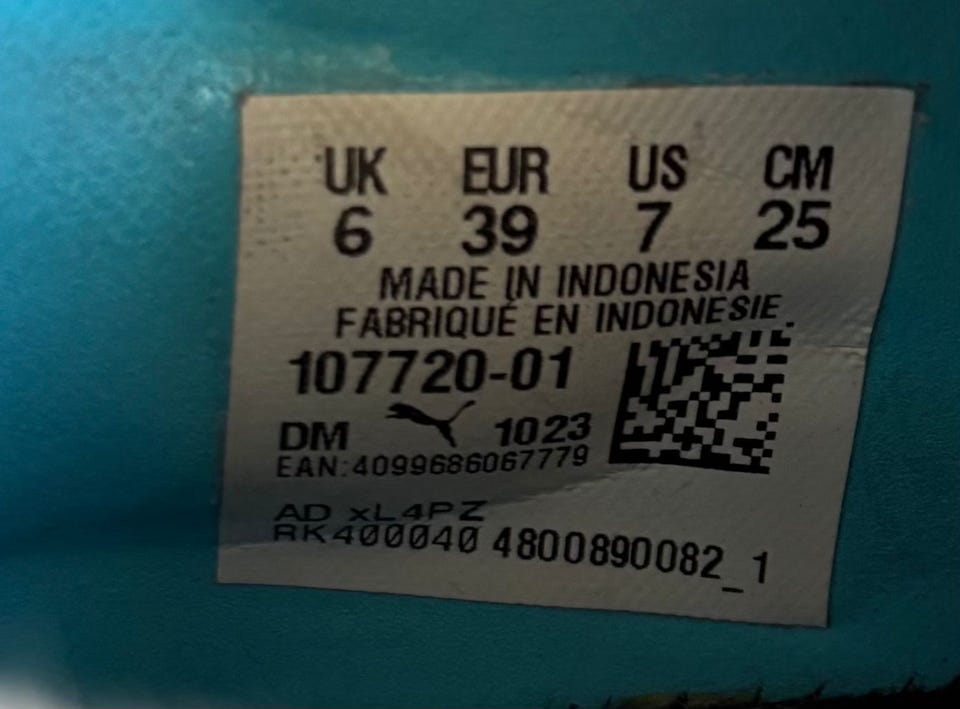 UK EUR US CM
6 39 7 25
MADE IN INDONESIA
FABRIQUÉ EN INDONESIE
107720-01
DM 1023
EAN:4099686067779
AD xL4PZ
RK400040 4800890082_1